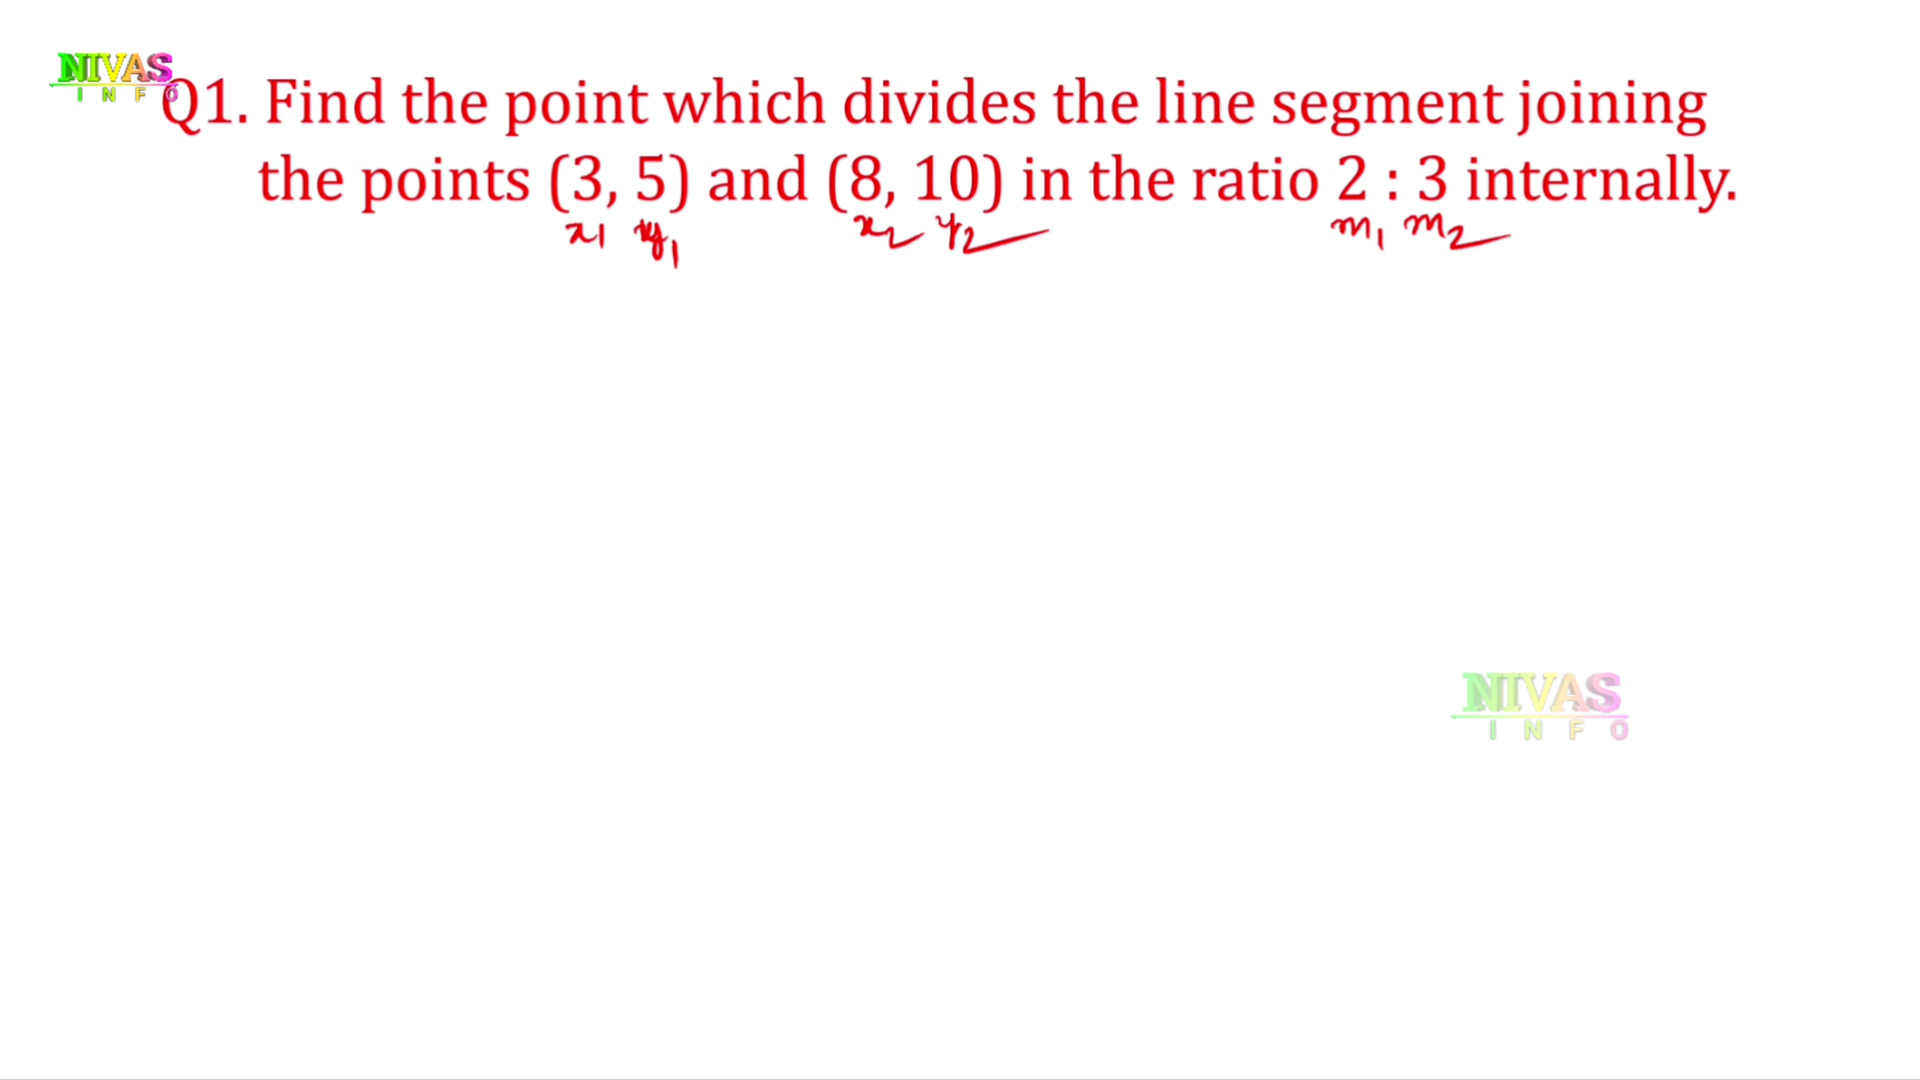 NIVAS
INFO
Q1. Find the point which divides the line segment joining
the points (3, 5) and (8, 10) in the ratio 2 : 3 internally.
x1 y1 x2 y2 m1 m2
NIVAS
INFO